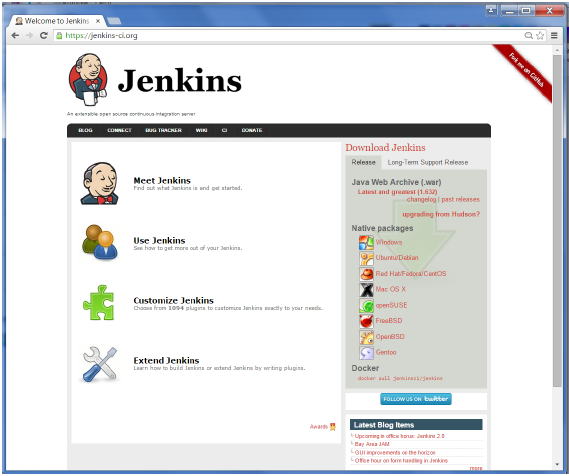 Welcome to Jenkins
https://jenkins-ci.org
Fork me on GitHub
Jenkins
An extensible open source continuous integration server
BLOG CONNECT BUG TRACKER WIKI CI DONATE
Meet Jenkins
Find out what Jenkins is and get started.
Use Jenkins
See how to get more out of your Jenkins.
Customize Jenkins
Choose from 1094 plugins to customize Jenkins exactly to your needs.
Extend Jenkins
Learn how to build Jenkins or extend Jenkins by writing plugins.
Awards
Download Jenkins
Release Long-Term Support Release
Java Web Archive (.war)
Latest and greatest (1.632)
changelog | past releases
upgrading from Hudson?
Native packages
Windows
Ubuntu/Debian
Red Hat/Fedora/CentOS
Mac OS X
openSUSE
FreeBSD
OpenBSD
Gentoo
Docker
docker pull jenkinsci/jenkins
FOLLOW US ON twitter
Latest Blog Items
Upcoming in office horus: Jenkins 2.0
Bay Area JAM
GUI improvements on the horizon
Office hour on form handling in Jenkins
more